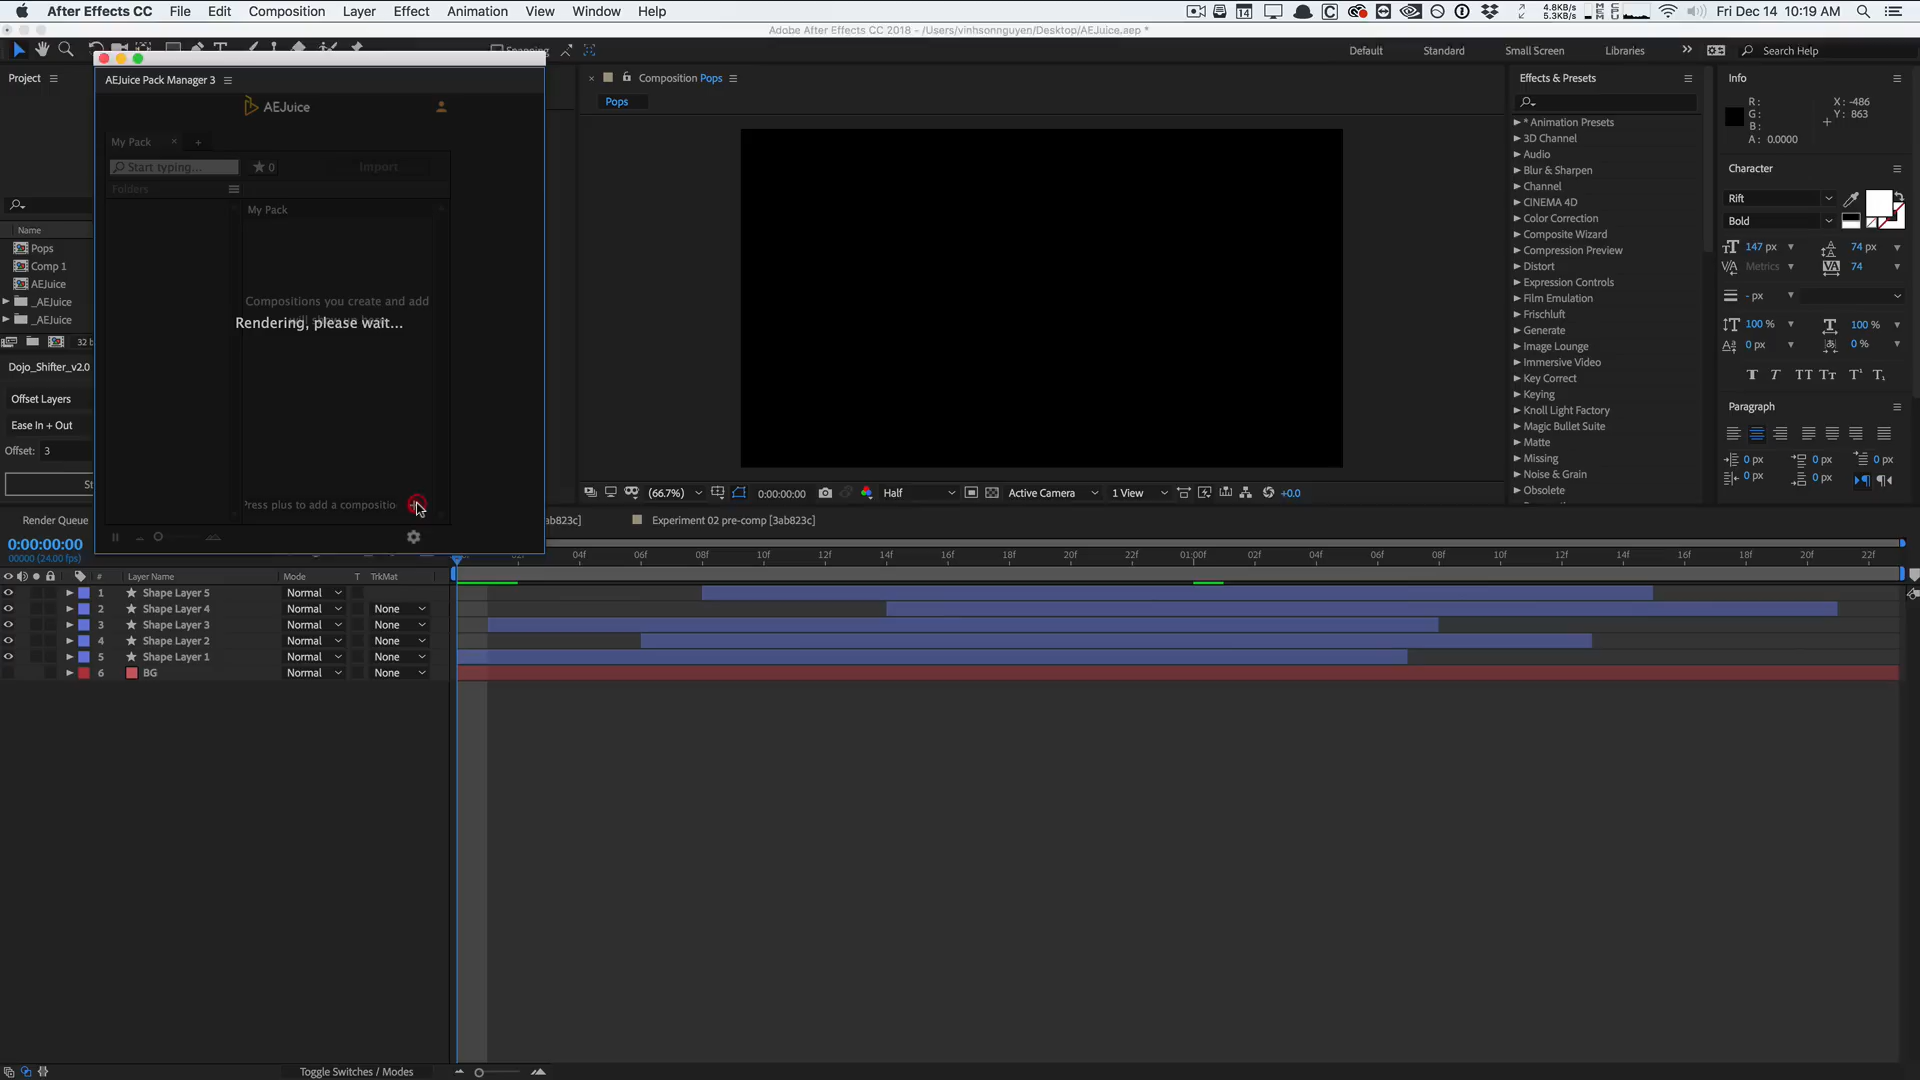 After Effects CC File Edit Composition Layer Effect Animation View Window Help
14 4.8KB/s 5.3KB/s Fri Dec 14 10:19 AM
Adobe After Effects CC 2018 - /Users/vinhsonnguyen/Desktop/AEJuice.aep *
Snapping Default Standard Small Screen Libraries Search Help
Project
AEJuice Pack Manager 3
AEJuice
My Pack
Start typing...
0
Import
Folders
My Pack
Compositions you create and add
Rendering, please wait...
Press plus to add a compositio
Name
Pops
Comp 1
AEJuice
_AEJuice
_AEJuice
32 b
Dojo_Shifter_v2.0
Offset Layers
Ease In + Out
Offset: 3
St
Composition Pops
Pops
(66.7%) 0:00:00:00 Half Active Camera 1 View +0.0
Effects & Presets
* Animation Presets
3D Channel
Audio
Blur & Sharpen
Channel
CINEMA 4D
Color Correction
Composite Wizard
Compression Preview
Distort
Expression Controls
Film Emulation
Frischluft
Generate
Image Lounge
Immersive Video
Key Correct
Keying
Knoll Light Factory
Magic Bullet Suite
Matte
Missing
Noise & Grain
Obsolete
Info
R:
G:
B:
A: 0.0000
X: -486
Y: 863
Character
Rift
Bold
147 px 74 px
Metrics 74
- px
100 % 100 %
0 px 0 %
T T TT Tt T¹ T₁
Paragraph
0 px 0 px 0 px
0 px 0 px
Render Queue ab823c] Experiment 02 pre-comp [3ab823c]
0:00:00:00
00000 (24.00 fps)
02f 04f 06f 08f 10f 12f 14f 16f 18f 20f 22f 01:00f 02f 04f 06f 08f 10f 12f 14f 16f 18f 20f 22f
# Layer Name Mode T TrkMat
1 Shape Layer 5 Normal
2 Shape Layer 4 Normal None
3 Shape Layer 3 Normal None
4 Shape Layer 2 Normal None
5 Shape Layer 1 Normal None
6 BG Normal None
Toggle Switches / Modes